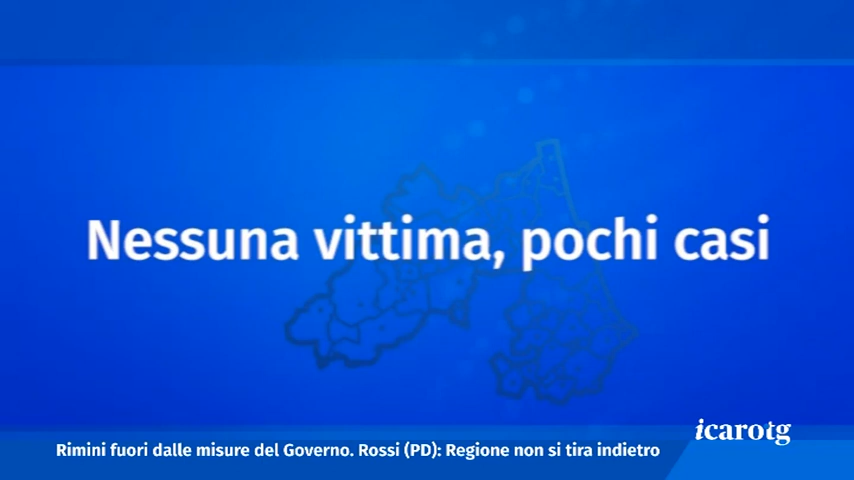 Nessuna vittima, pochi casi
icarotg
Rimini fuori dalle misure del Governo. Rossi (PD): Regione non si tira indietro